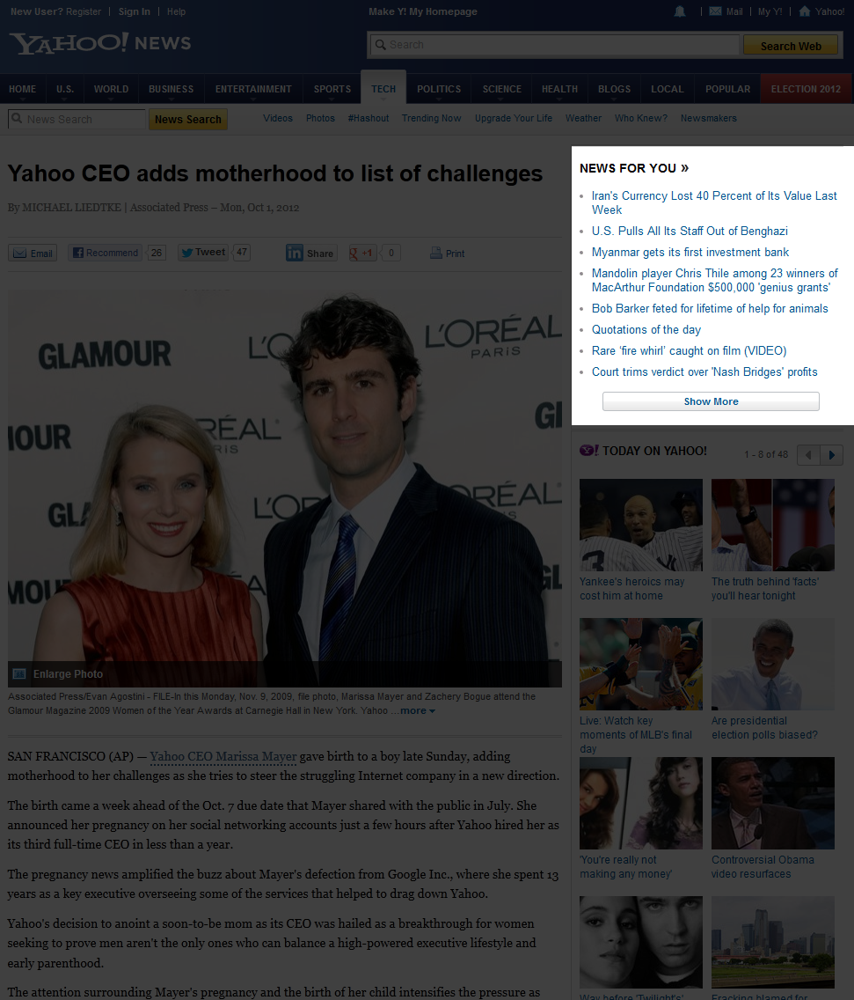 New User? Register | Sign In | Help
Make Y! My Homepage
Mail | My Y! | Yahoo!
YAHOO! NEWS
Search
Search Web
HOME U.S. WORLD BUSINESS ENTERTAINMENT SPORTS TECH POLITICS SCIENCE HEALTH BLOGS LOCAL POPULAR ELECTION 2012
News Search
News Search
Videos Photos #Hashout Trending Now Upgrade Your Life Weather Who Knew? Newsmakers
Yahoo CEO adds motherhood to list of challenges
By MICHAEL LIEDTKE | Associated Press – Mon, Oct 1, 2012
Email Recommend 26 Tweet 47 Share +1 0 Print
GLAMOUR
L'ORÉAL
PARIS
L'ORÉAL
PARIS
Enlarge Photo
Associated Press/Evan Agostini - FILE-In this Monday, Nov. 9, 2009, file photo, Marissa Mayer and Zachery Bogue attend the
Glamour Magazine 2009 Women of the Year Awards at Carnegie Hall in New York. Yahoo ...more
SAN FRANCISCO (AP) — Yahoo CEO Marissa Mayer gave birth to a boy late Sunday, adding
motherhood to her challenges as she tries to steer the struggling Internet company in a new direction.
The birth came a week ahead of the Oct. 7 due date that Mayer shared with the public in July. She
announced her pregnancy on her social networking accounts just a few hours after Yahoo hired her as
its third full-time CEO in less than a year.
The pregnancy news amplified the buzz about Mayer's defection from Google Inc., where she spent 13
years as a key executive overseeing some of the services that helped to drag down Yahoo.
Yahoo's decision to anoint a soon-to-be mom as its CEO was hailed as a breakthrough for women
seeking to prove men aren't the only ones who can balance a high-powered executive lifestyle and
early parenthood.
The attention surrounding Mayer's pregnancy and the birth of her child intensifies the pressure as
NEWS FOR YOU »
Iran's Currency Lost 40 Percent of Its Value Last
Week
U.S. Pulls All Its Staff Out of Benghazi
Myanmar gets its first investment bank
Mandolin player Chris Thile among 23 winners of
MacArthur Foundation $500,000 'genius grants'
Bob Barker feted for lifetime of help for animals
Quotations of the day
Rare ‘fire whirl’ caught on film (VIDEO)
Court trims verdict over 'Nash Bridges' profits
Show More
Y! TODAY ON YAHOO!
1 - 8 of 48
Yankee's heroics may
cost him at home
The truth behind 'facts'
you'll hear tonight
Live: Watch key
moments of MLB's final
day
Are presidential
election polls biased?
'You're really not
making any money'
Controversial Obama
video resurfaces
Way before 'Twilight's'
Fracking blamed for